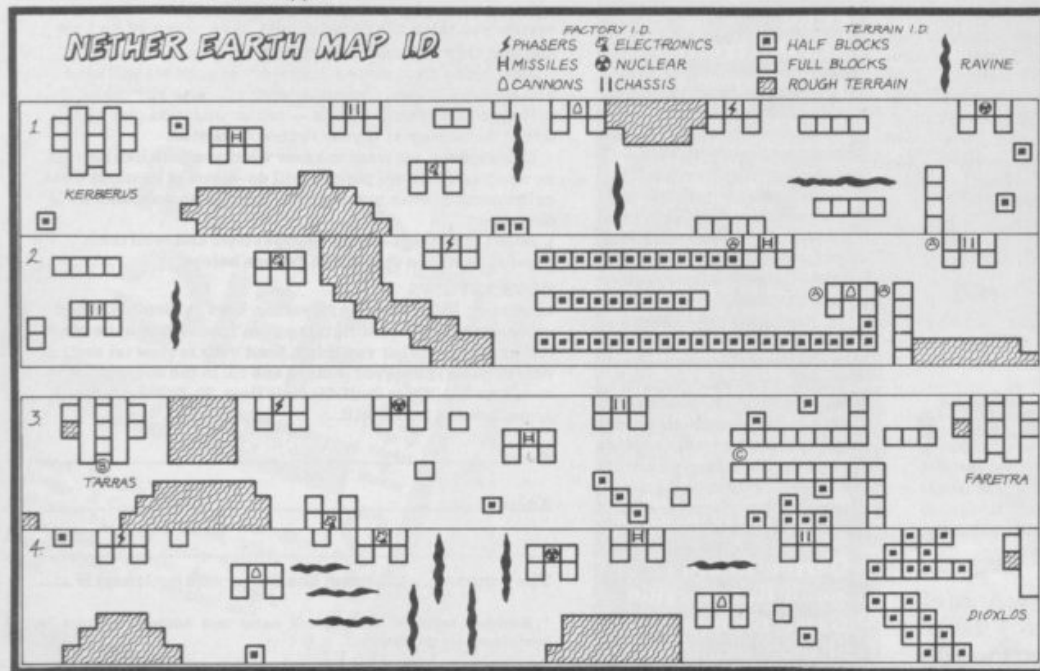 NETHER EARTH MAP I.D.
FACTORY I.D.
PHASERS
ELECTRONICS
MISSILES
NUCLEAR
CANNONS
CHASSIS
TERRAIN I.D.
HALF BLOCKS
FULL BLOCKS
ROUGH TERRAIN
RAVINE
1.
KERBERUS
A
A
2.
A
A
3.
B
TARRAS
C
FARETRA
4.
DIOXLOS